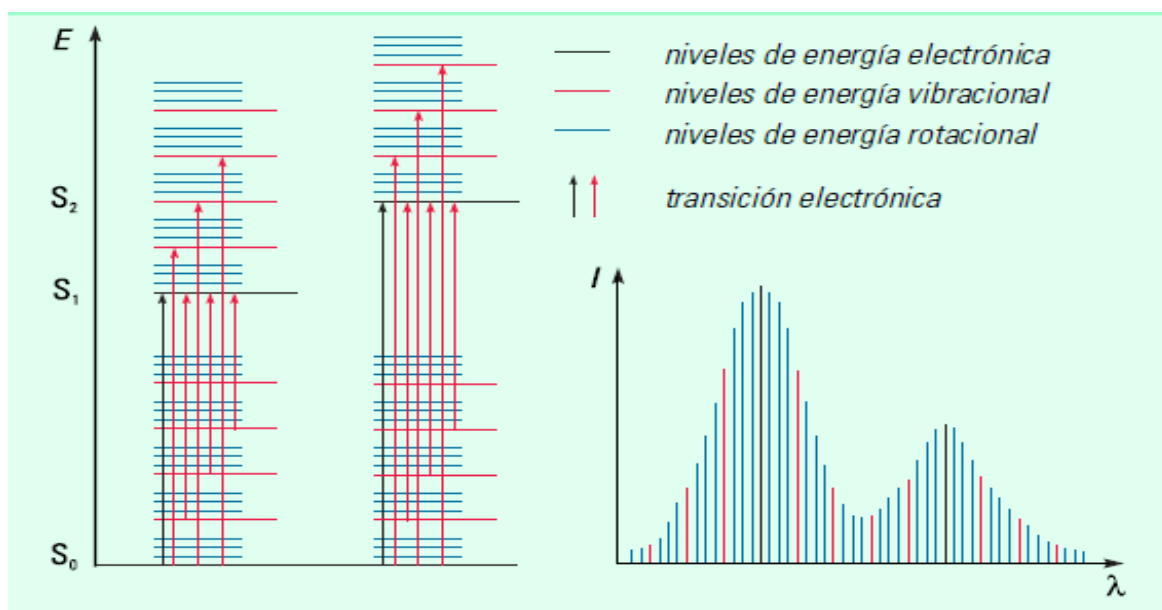 E
S₂
S₁
S₀
niveles de energía electrónica
niveles de energía vibracional
niveles de energía rotacional
transición electrónica
I
λ